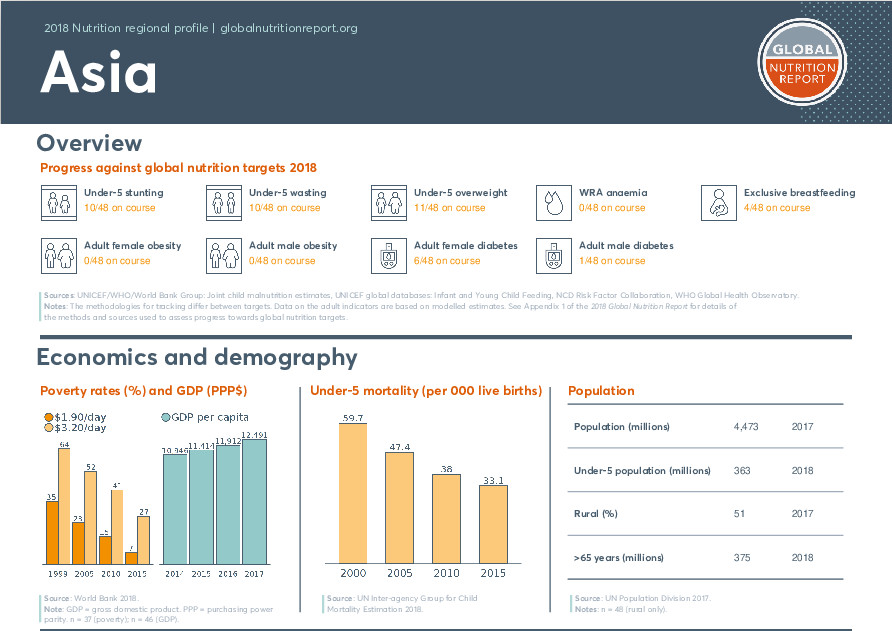 2018 Nutrition regional profile | globalnutritionreport.org
Asia
GLOBAL
NUTRITION
REPORT
Overview
Progress against global nutrition targets 2018
Under-5 stunting
10/48 on course
Under-5 wasting
10/48 on course
Under-5 overweight
11/48 on course
WRA anaemia
0/48 on course
Exclusive breastfeeding
4/48 on course
Adult female obesity
0/48 on course
Adult male obesity
0/48 on course
Adult female diabetes
6/48 on course
Adult male diabetes
1/48 on course
Sources: UNICEF/WHO/World Bank Group: Joint child malnutrition estimates, UNICEF global databases: Infant and Young Child Feeding, NCD Risk Factor Collaboration, WHO Global Health Observatory.
Notes: The methodologies for tracking differ between targets. Data on the adult indicators are based on modelled estimates. See Appendix 1 of the 2018 Global Nutrition Report for details of
the methods and sources used to assess progress towards global nutrition targets.
Economics and demography
Poverty rates (%) and GDP (PPP$)
$1.90/day
$3.20/day
64
52
35
27
1999 2005 2010 2015
GDP per capita
11,414
11,912
12,491
2014 2015 2016 2017
Source: World Bank 2018.
Note: GDP = gross domestic product. PPP = purchasing power
parity. n = 37 (poverty); n = 46 (GDP).
Under-5 mortality (per 000 live births)
59.7
47.4
38
33.1
2000 2005 2010 2015
Source: UN Inter-agency Group for Child
Mortality Estimation 2018.
Population
Population (millions) 4,473 2017
Under-5 population (millions) 363 2018
Rural (%) 51 2017
>65 years (millions) 375 2018
Source: UN Population Division 2017.
Notes: n = 48 (rural only).